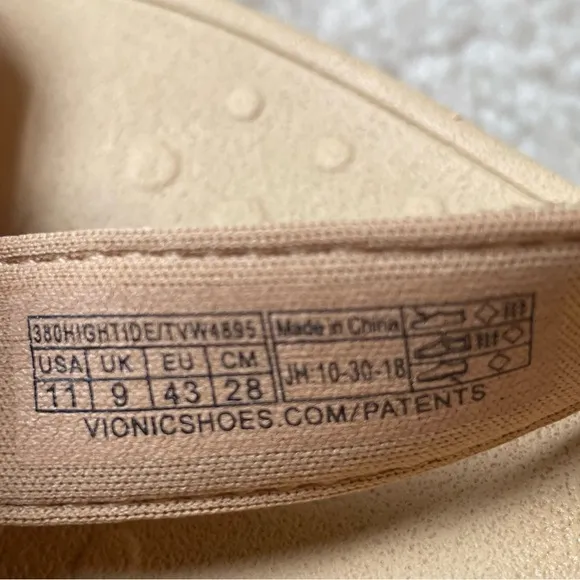 380HIGHTIDE/TVW4895 Made in China
USA UK EU CM
JH 10-30-18
11 9 43 28
VIONICSHOES.COM/PATENTS